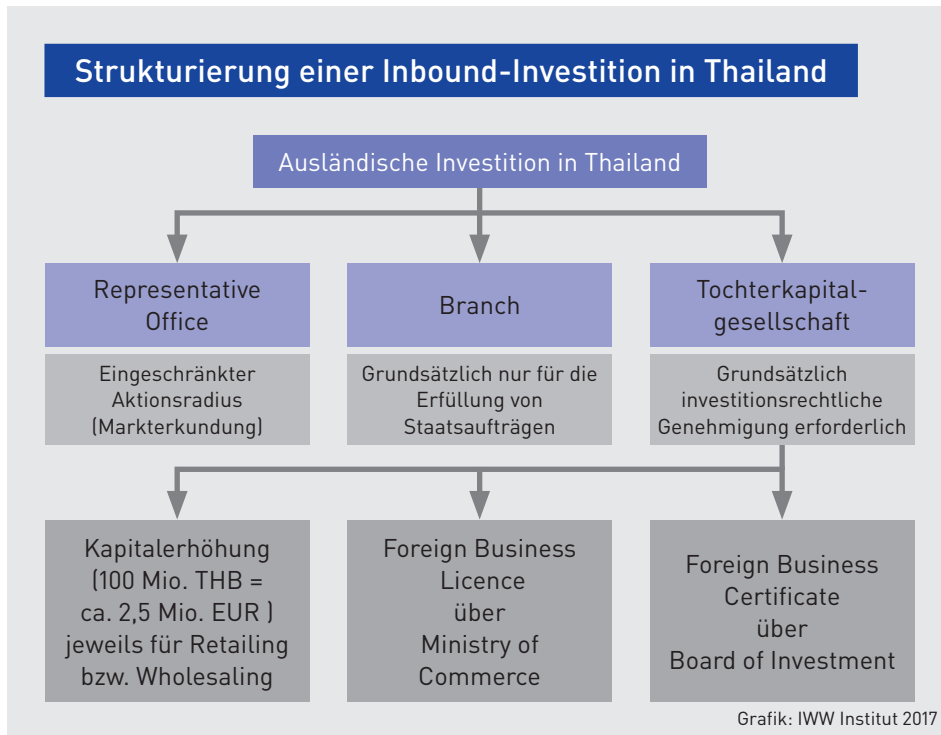 Strukturierung einer Inbound-Investition in Thailand
Ausländische Investition in Thailand
Representative
Office
Eingeschränkter
Aktionsradius
(Markterkundung)
Branch
Grundsätzlich nur für die
Erfüllung von
Staatsaufträgen
Tochterkapital-
gesellschaft
Grundsätzlich
investitionsrechtliche
Genehmigung erforderlich
Kapitalerhöhung
(100 Mio. THB =
ca. 2,5 Mio. EUR )
jeweils für Retailing
bzw. Wholesaling
Foreign Business
Licence
über
Ministry of
Commerce
Foreign Business
Certificate
über
Board of Investment
Grafik: IWW Institut 2017